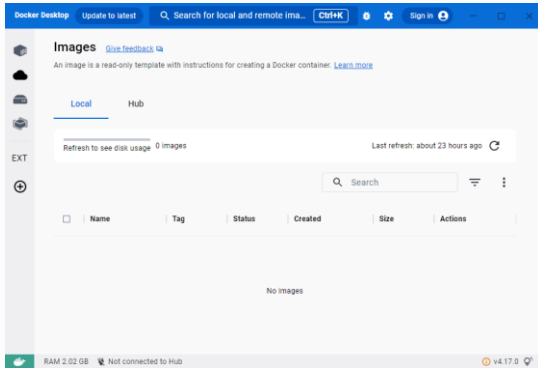 Docker Desktop Update to latest Search for local and remote ima... Ctrl+K Sign in
Images Give feedback
An image is a read-only template with instructions for creating a Docker container. Learn more
Local Hub
Refresh to see disk usage 0 images Last refresh: about 23 hours ago
EXT
Search
Name Tag Status Created Size Actions
No images
RAM 2.02 GB Not connected to Hub v4.17.0